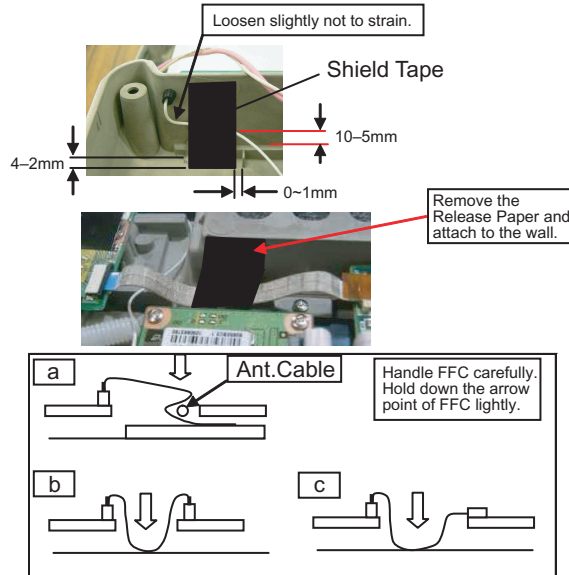 Loosen slightly not to strain.
Shield Tape
10–5mm
4–2mm
0~1mm
Remove the
Release Paper and
attach to the wall.
a
Ant.Cable
Handle FFC carefully.
Hold down the arrow
point of FFC lightly.
b
c